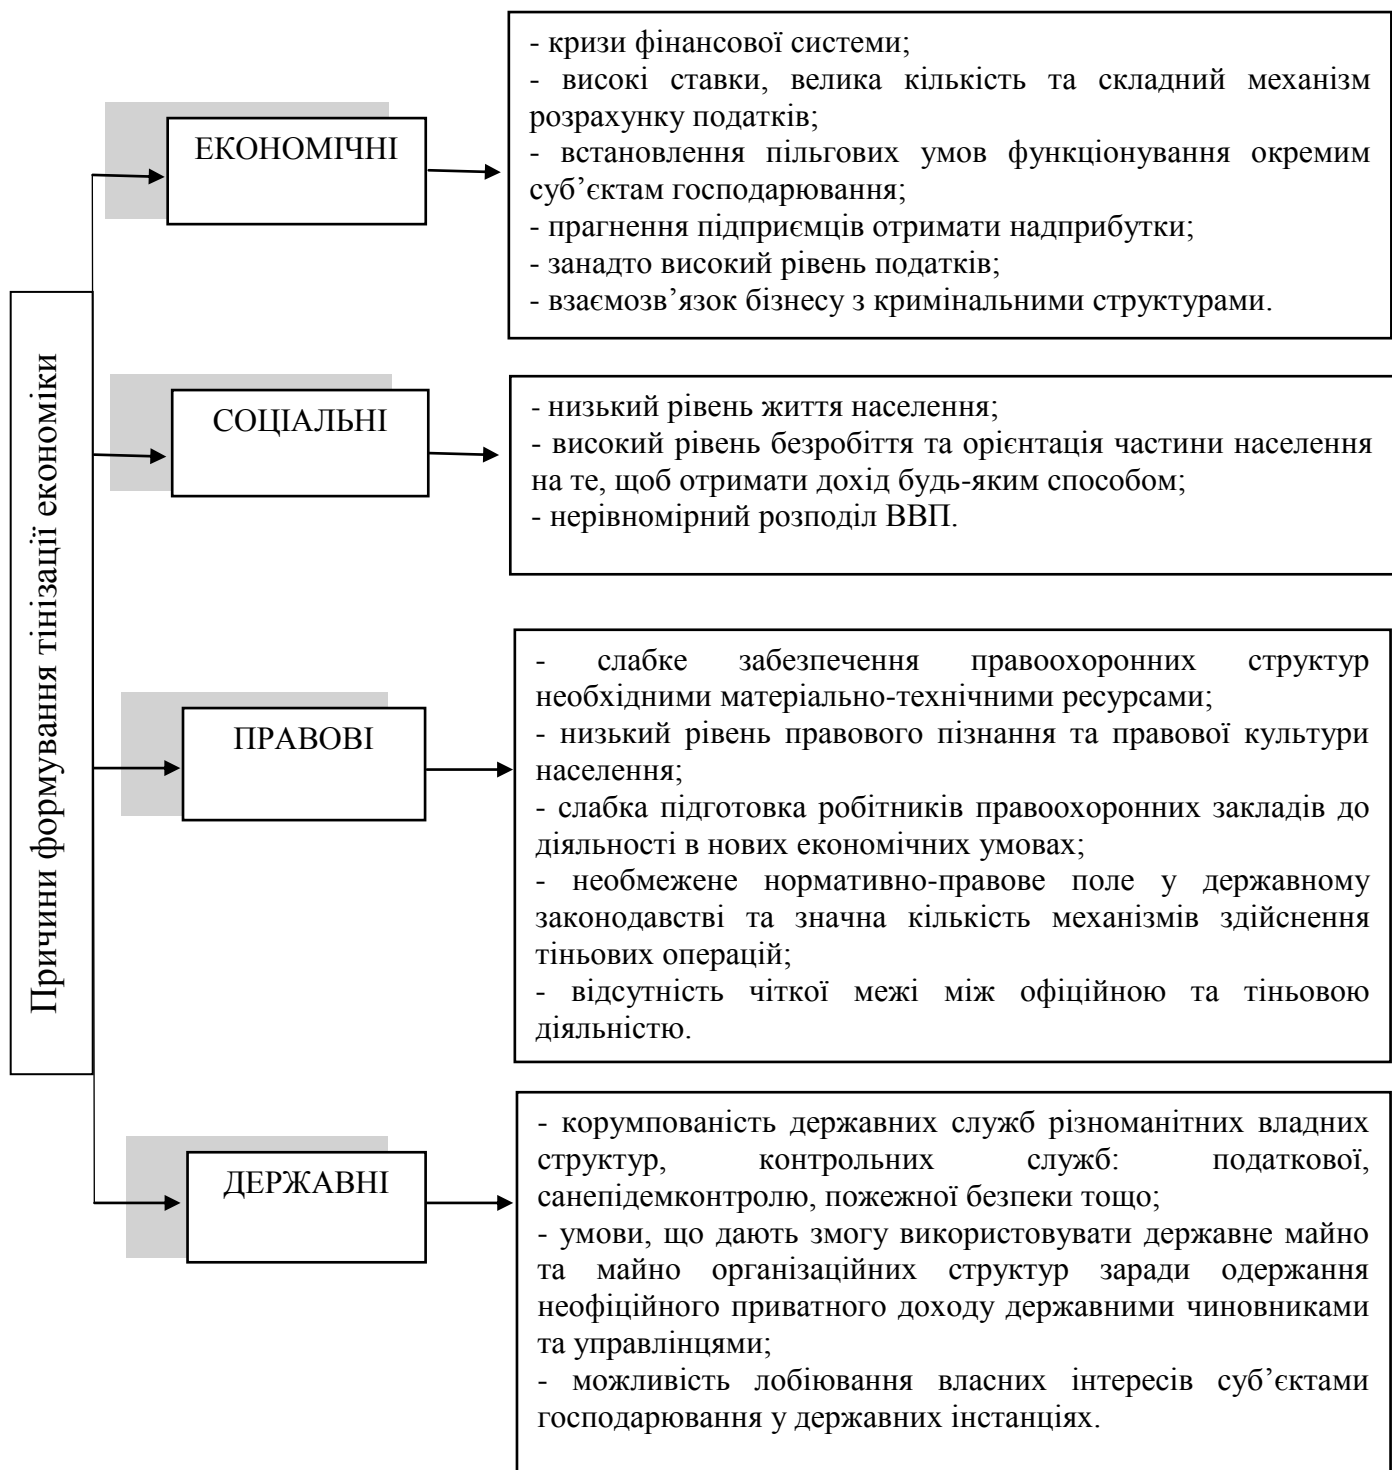 Причини формування тінізації економіки
ЕКОНОМІЧНІ
- кризи фінансової системи;
- високі ставки, велика кількість та складний механізм
розрахунку податків;
- встановлення пільгових умов функціонування окремим
суб’єктам господарювання;
- прагнення підприємців отримати надприбутки;
- занадто високий рівень податків;
- взаємозв’язок бізнесу з кримінальними структурами.
СОЦІАЛЬНІ
- низький рівень життя населення;
- високий рівень безробіття та орієнтація частини населення
на те, щоб отримати дохід будь-яким способом;
- нерівномірний розподіл ВВП.
ПРАВОВІ
- слабке забезпечення правоохоронних структур
необхідними матеріально-технічними ресурсами;
- низький рівень правового пізнання та правової культури
населення;
- слабка підготовка робітників правоохоронних закладів до
діяльності в нових економічних умовах;
- необмежене нормативно-правове поле у державному
законодавстві та значна кількість механізмів здійснення
тіньових операцій;
- відсутність чіткої межі між офіційною та тіньовою
діяльністю.
ДЕРЖАВНІ
- корумпованість державних служб різноманітних владних
структур, контрольних служб: податкової,
санепідемконтролю, пожежної безпеки тощо;
- умови, що дають змогу використовувати державне майно
та майно організаційних структур заради одержання
неофіційного приватного доходу державними чиновниками
та управлінцями;
- можливість лобіювання власних інтересів суб’єктами
господарювання у державних інстанціях.